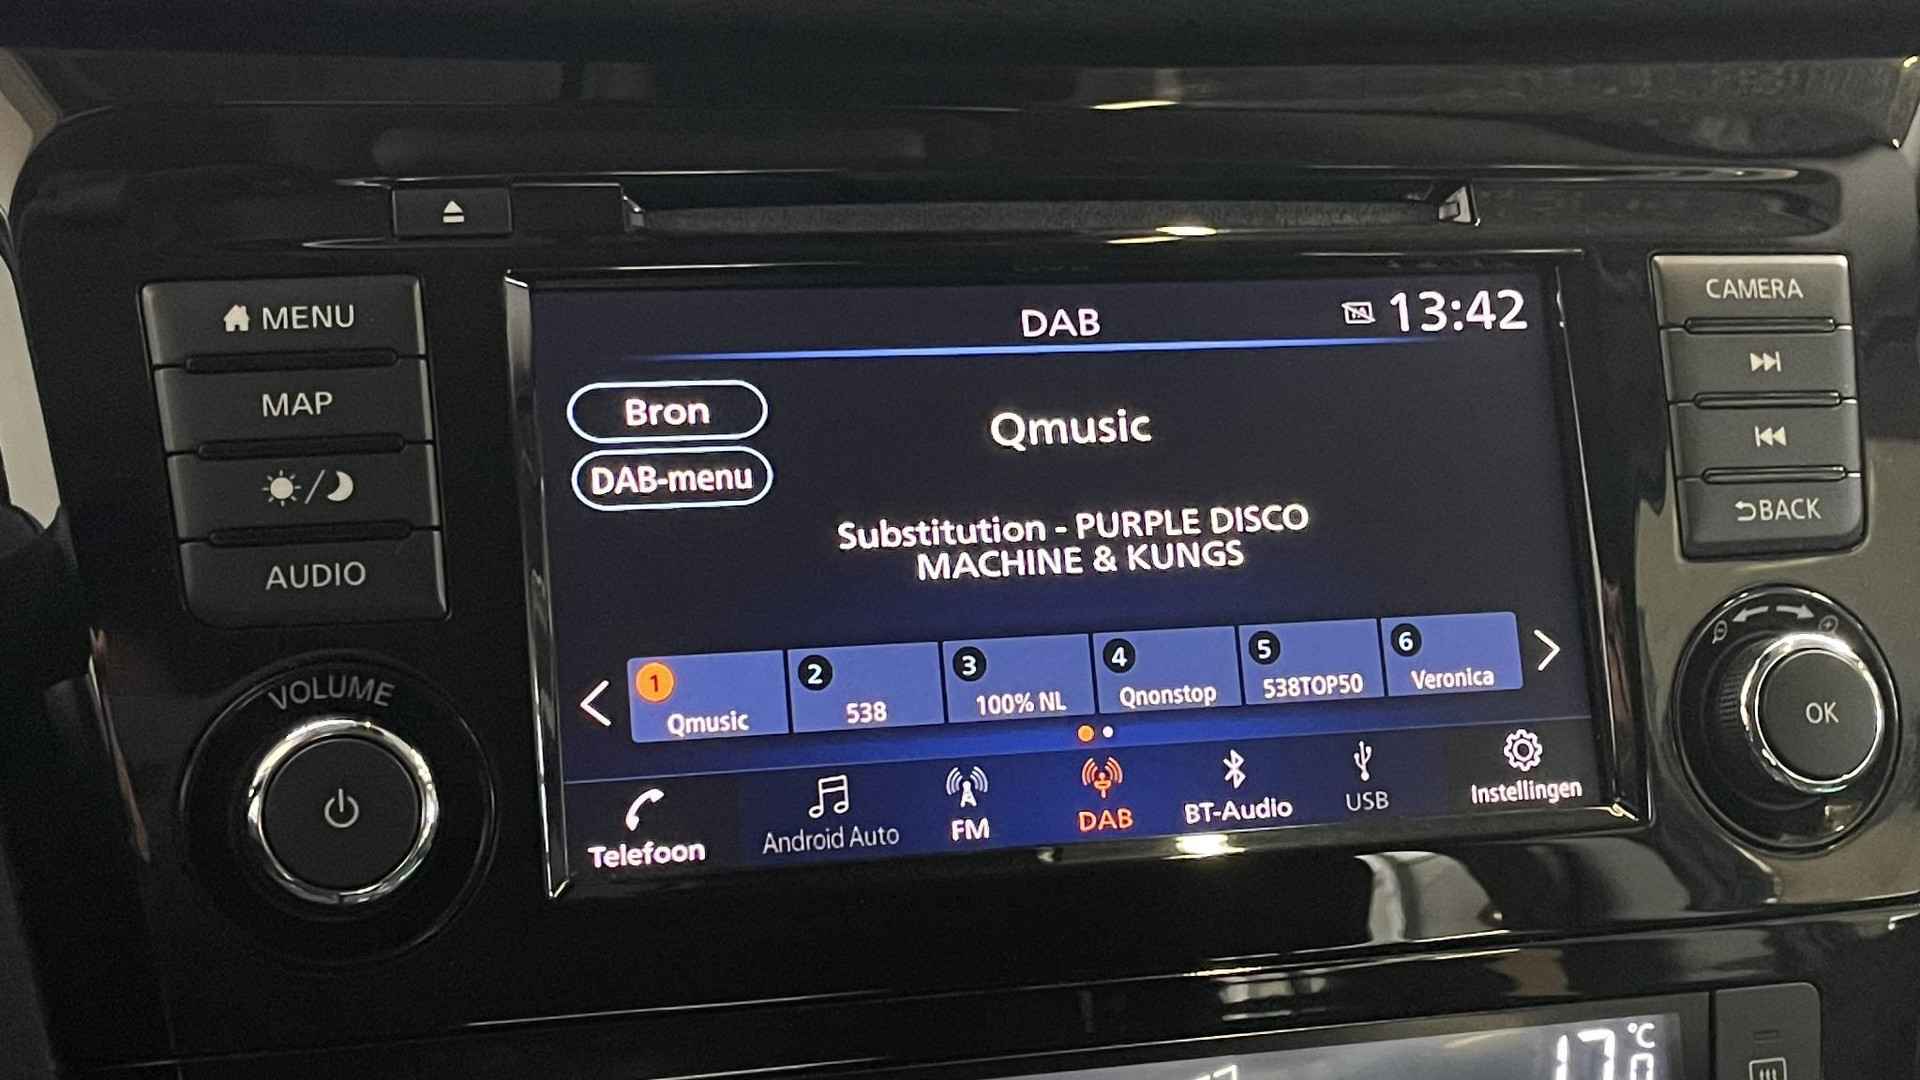 MENU
MAP
AUDIO
VOLUME
DAB
13:42
Bron
DAB-menu
Qmusic
Substitution - PURPLE DISCO
MACHINE & KUNGS
1
Qmusic
2
538
3
100% NL
4
Qnonstop
5
538TOP50
6
Veronica
Telefoon
Android Auto
FM
DAB
BT-Audio
USB
Instellingen
CAMERA
BACK
OK
°C